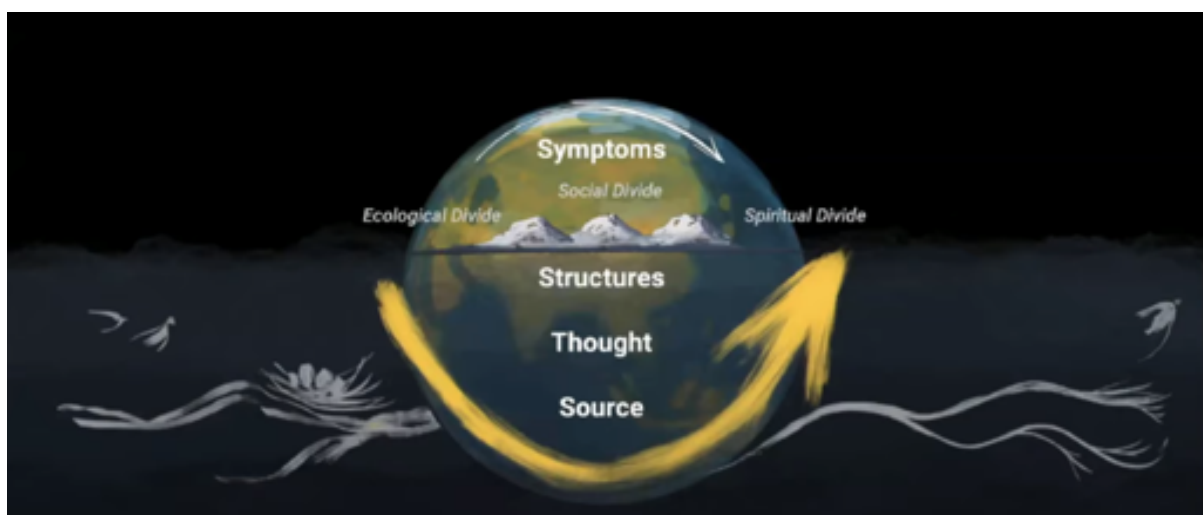 Symptoms
Social Divide
Ecological Divide
Spiritual Divide
Structures
Thought
Source